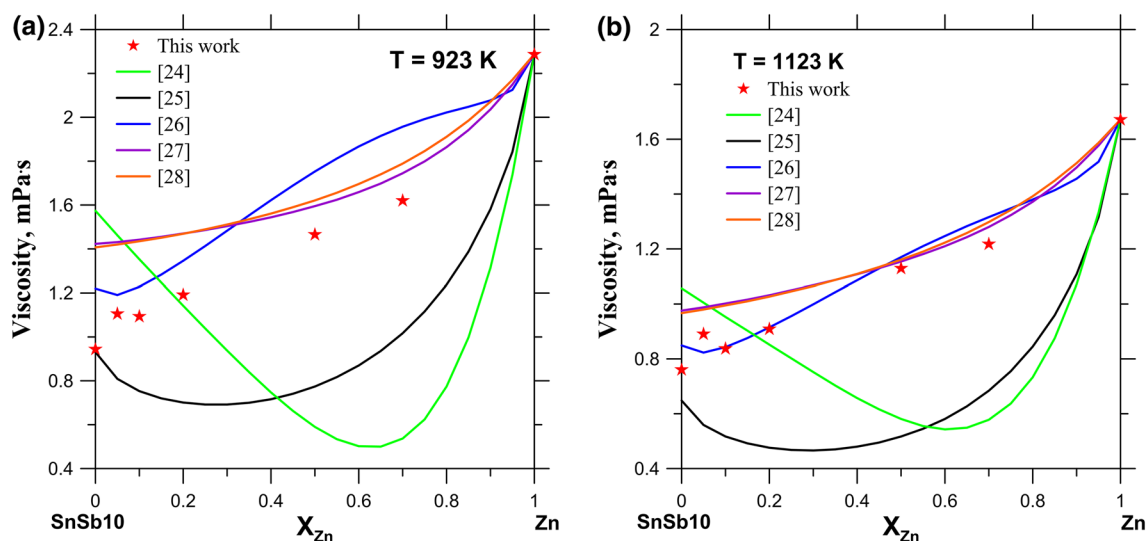 (a)
2.4
This work
[24]
[25]
[26]
[27]
[28]
T = 923 K
2
1.6
1.2
0.8
0.4
Viscosity, mPa·s
0 0.2 0.4 0.6 0.8 1
SnSb10 XZn Zn
(b)
2
T = 1123 K
This work
[24]
[25]
[26]
[27]
[28]
1.6
1.2
0.8
0.4
Viscosity, mPa·s
0 0.2 0.4 0.6 0.8 1
SnSb10 XZn Zn